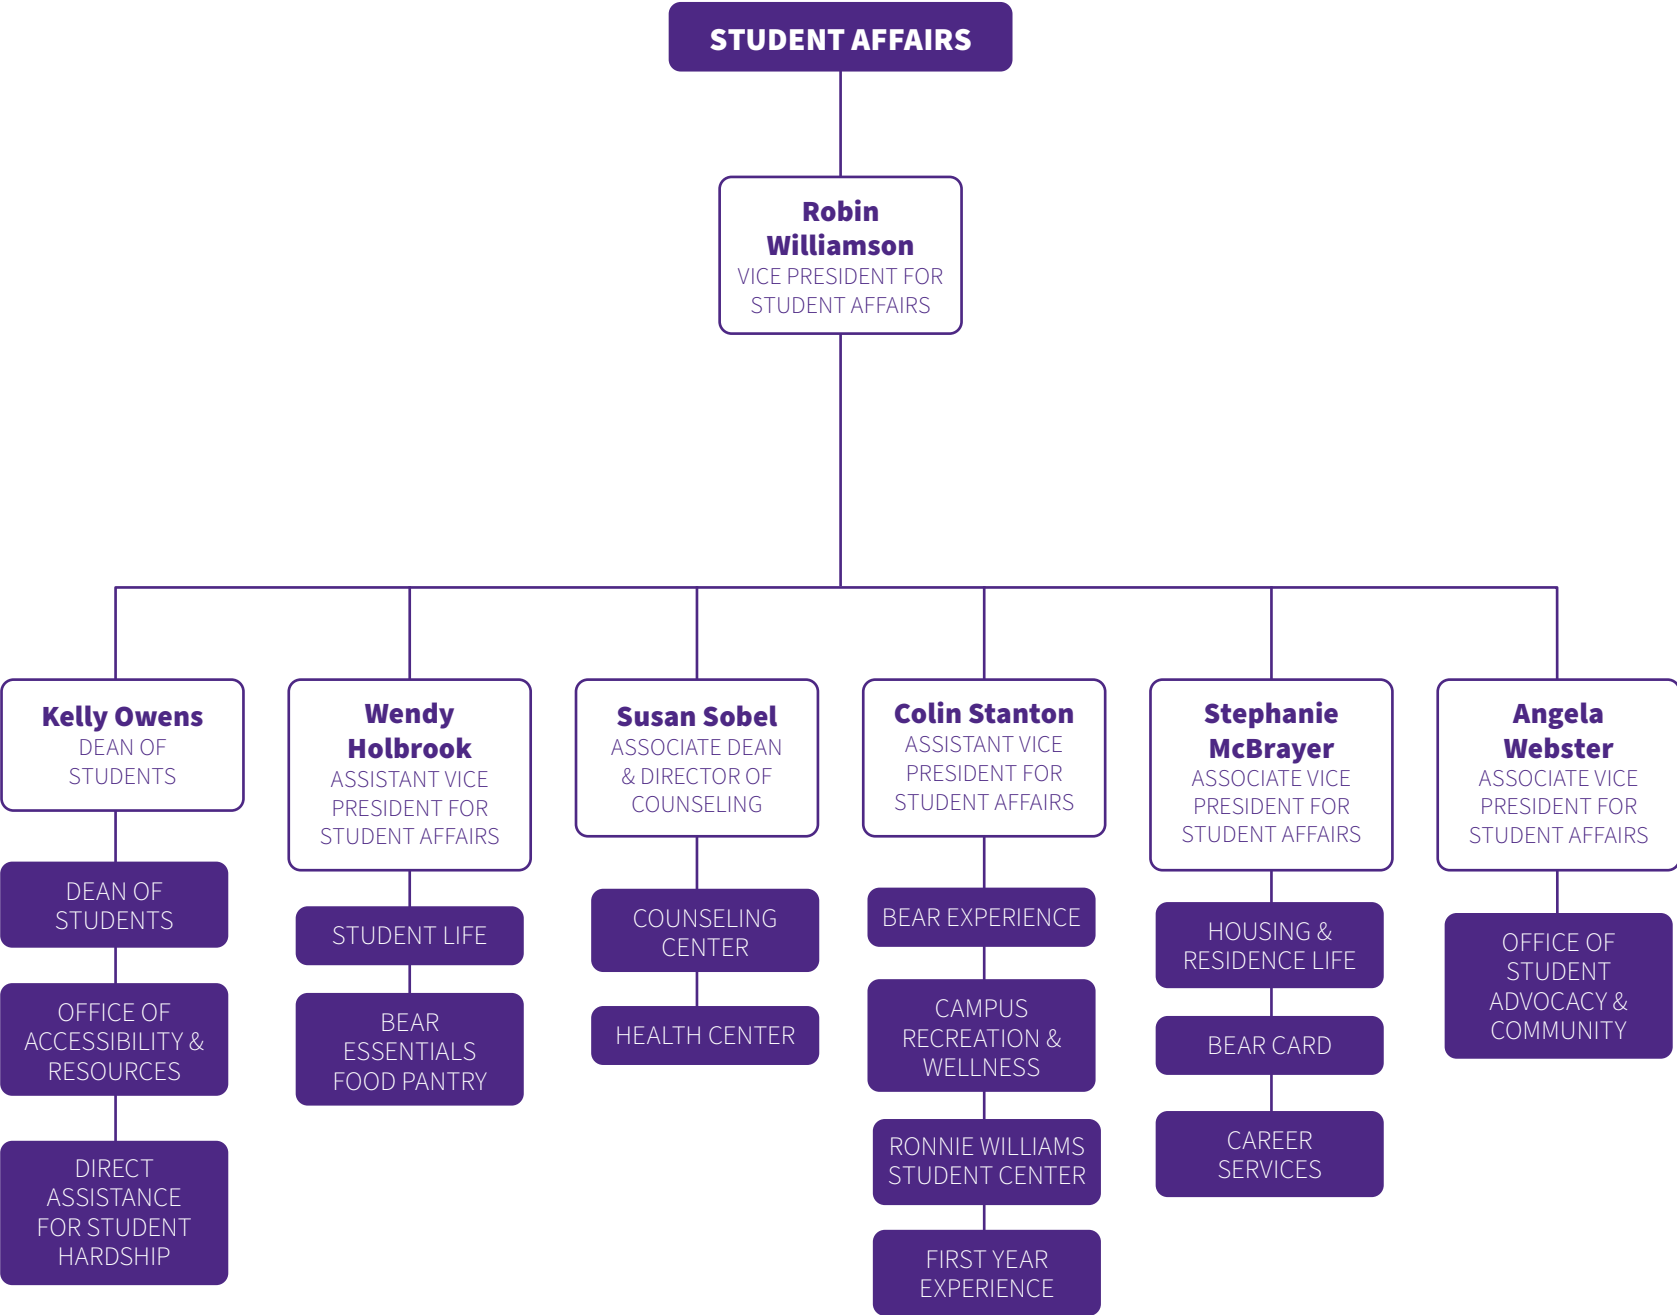 STUDENT AFFAIRS
Robin
Williamson
VICE PRESIDENT FOR
STUDENT AFFAIRS
Kelly Owens
DEAN OF
STUDENTS
DEAN OF
STUDENTS
OFFICE OF
ACCESSIBILITY &
RESOURCES
DIRECT
ASSISTANCE
FOR STUDENT
HARDSHIP
Wendy
Holbrook
ASSISTANT VICE
PRESIDENT FOR
STUDENT AFFAIRS
STUDENT LIFE
BEAR
ESSENTIALS
FOOD PANTRY
Susan Sobel
ASSOCIATE DEAN
& DIRECTOR OF
COUNSELING
COUNSELING
CENTER
HEALTH CENTER
Colin Stanton
ASSISTANT VICE
PRESIDENT FOR
STUDENT AFFAIRS
BEAR EXPERIENCE
CAMPUS
RECREATION &
WELLNESS
RONNIE WILLIAMS
STUDENT CENTER
FIRST YEAR
EXPERIENCE
Stephanie
McBrayer
ASSOCIATE VICE
PRESIDENT FOR
STUDENT AFFAIRS
HOUSING &
RESIDENCE LIFE
BEAR CARD
CAREER
SERVICES
Angela
Webster
ASSOCIATE VICE
PRESIDENT FOR
STUDENT AFFAIRS
OFFICE OF
STUDENT
ADVOCACY &
COMMUNITY